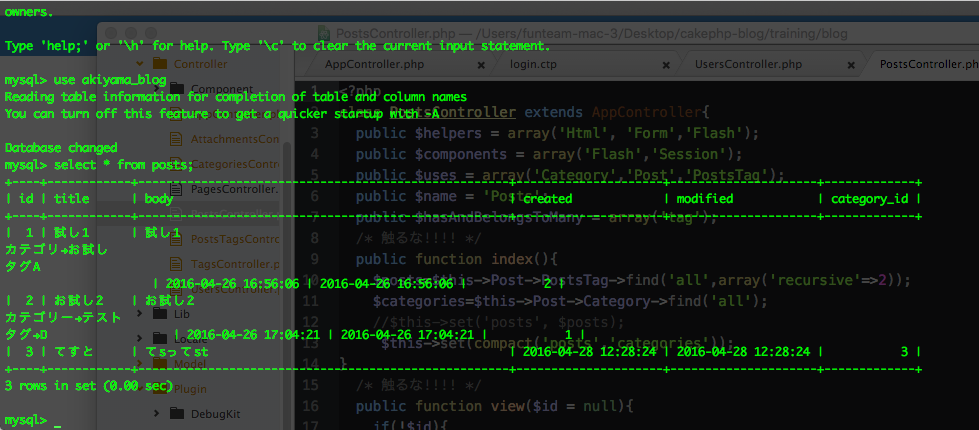 owners.
PostsController.php — /Users/funteam-mac-3/Desktop/cakephp-blog/training/blog
Type 'help;' or '\h' for help. Type '\c' to clear the current input statement.
Controller
AppController.php
login.ctp
UsersController.php
PostsController.php
mysql> use akiyama_blog
Component
Reading table information for completion of table and column names
You can turn off this feature to get a quicker startup with -A
AttachmentsCont
Database changed
mysql> select * from posts;
CategoriesContr
PagesController.
| id | title | body | created | modified | category_id |
| 1 | 試し1 | 試し1
カテゴリ→お試し
タグA
| 2016-04-26 16:56:06 | 2016-04-26 16:56:06 | 1 |
| 2 | お試し2 | お試し2
カテゴリー→テスト
タグ→D | 2016-04-26 17:04:21 | 2016-04-26 17:04:21 | 1 |
| 3 | てすと | てsってst | 2016-04-28 12:28:24 | 2016-04-28 12:28:24 | 3 |
3 rows in set (0.00 sec)
mysql>
PostsTagsContro
TagsController.p
Lib
Model
Plugin
DebugKit
1 <?php
2 PostsController extends AppController{
3 public $helpers = array('Html', 'Form','Flash');
4 public $components = array('Flash','Session');
5 public $uses = array('Category','Post','PostsTag');
6 public $name = 'Posts';
7 public $hasAndBelongsToMany = array('tag');
8 /* 触るな!!!! */
9 public function index(){
10 $posts=$this->Post->PostsTag->find('all',array('recursive'=>2));
11 $categories=$this->Post->Category->find('all');
12 //$this->set('posts', $posts);
13 $this->set(compact('posts','categories'));
14 }
15 /* 触るな!!!! */
16 public function view($id = null){
17 if(!$id){